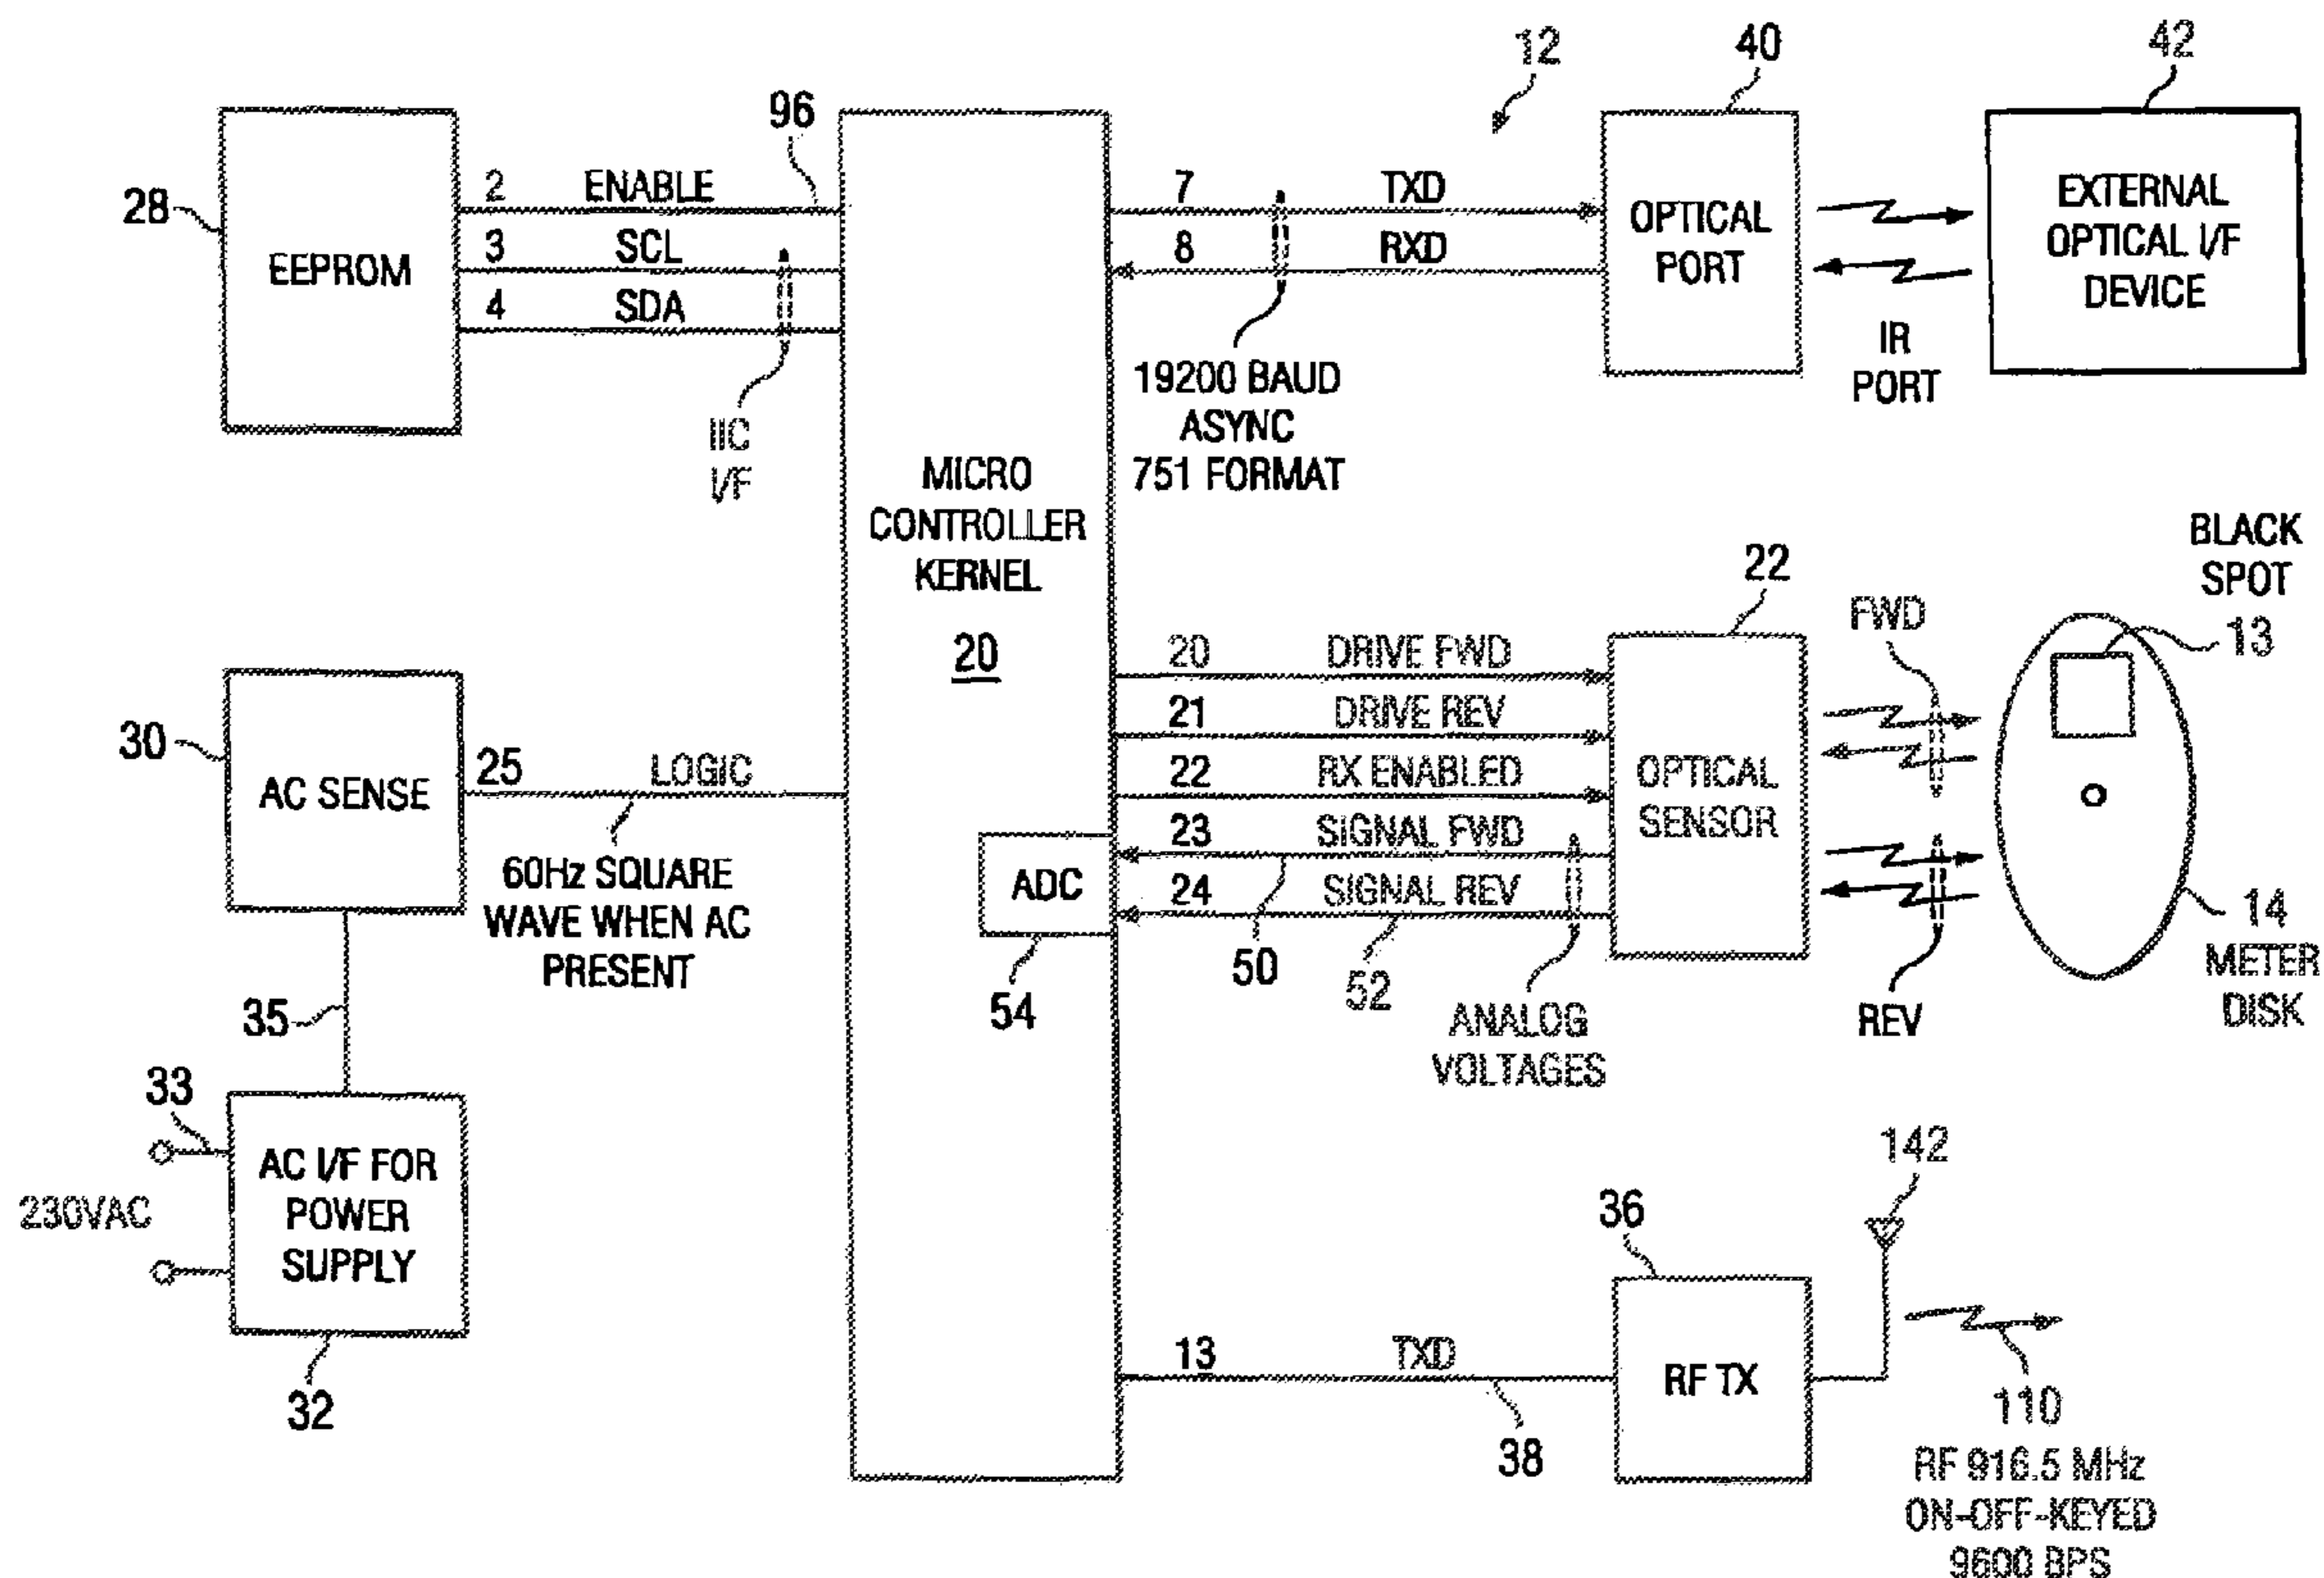 12
40
42
96
28
EEPROM
2 ENABLE
3 SCL
4 SDA
IIC
I/F
7 TXD
8 RXD
19200 BAUD
ASYNC
751 FORMAT
OPTICAL
PORT
IR
PORT
EXTERNAL
OPTICAL I/F
DEVICE
MICRO
CONTROLLER
KERNEL
20
30
AC SENSE
25 LOGIC
60Hz SQUARE
WAVE WHEN AC
PRESENT
35
33
230VAC
AC I/F FOR
POWER
SUPPLY
32
ADC
54
20 DRIVE FWD
21 DRIVE REV
22 RX ENABLED
23 SIGNAL FWD
24 SIGNAL REV
50
52
ANALOG
VOLTAGES
22
OPTICAL
SENSOR
FWD
REV
BLACK
SPOT
13
14
METER
DISK
13 TXD
38
36
RF TX
142
110
RF 916.5 MHz
ON-OFF-KEYED
9600 BPS